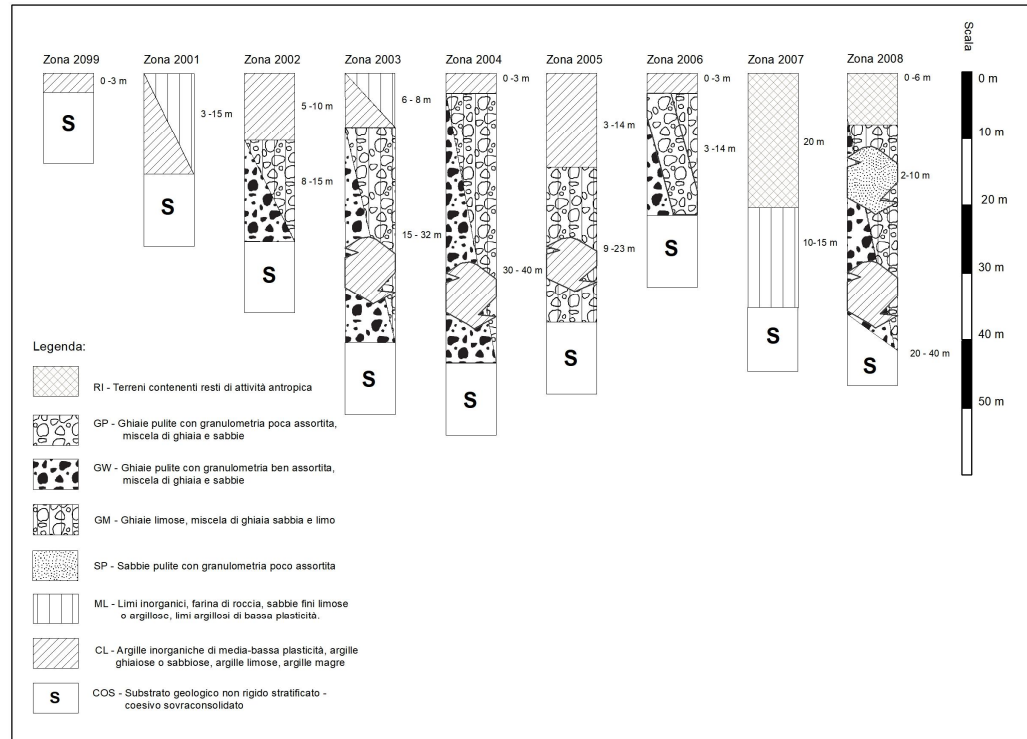 Zona 2099
Zona 2001
Zona 2002
Zona 2003
Zona 2004
Zona 2005
Zona 2006
Zona 2007
Zona 2008
Scala
0 -3 m
S
3 -15 m
S
5 -10 m
8 -15 m
S
6 - 8 m
15 - 32 m
S
0 -3 m
30 - 40 m
S
3 -14 m
9 -23 m
S
0 -3 m
3 -14 m
S
20 m
10-15 m
S
0 -6 m
2-10 m
20 - 40 m
S
0 m
10 m
20 m
30 m
40 m
50 m
Legenda:
RI - Terreni contenenti resti di attività antropica
GP - Ghiaie pulite con granulometria poca assortita,
miscela di ghiaia e sabbie
GW - Ghiaie pulite con granulometria ben assortita,
miscela di ghiaia e sabbie
GM - Ghiaie limose, miscela di ghiaia sabbia e limo
SP - Sabbie pulite con granulometria poco assortita
ML - Limi inorganici, farina di roccia, sabbie fini limose
o argillose, limi argillosi di bassa plasticità.
CL - Argille inorganiche di media-bassa plasticità, argille
ghiaiose o sabbiose, argille limose, argille magre
S
COS - Substrato geologico non rigido stratificato -
coesivo sovraconsolidato